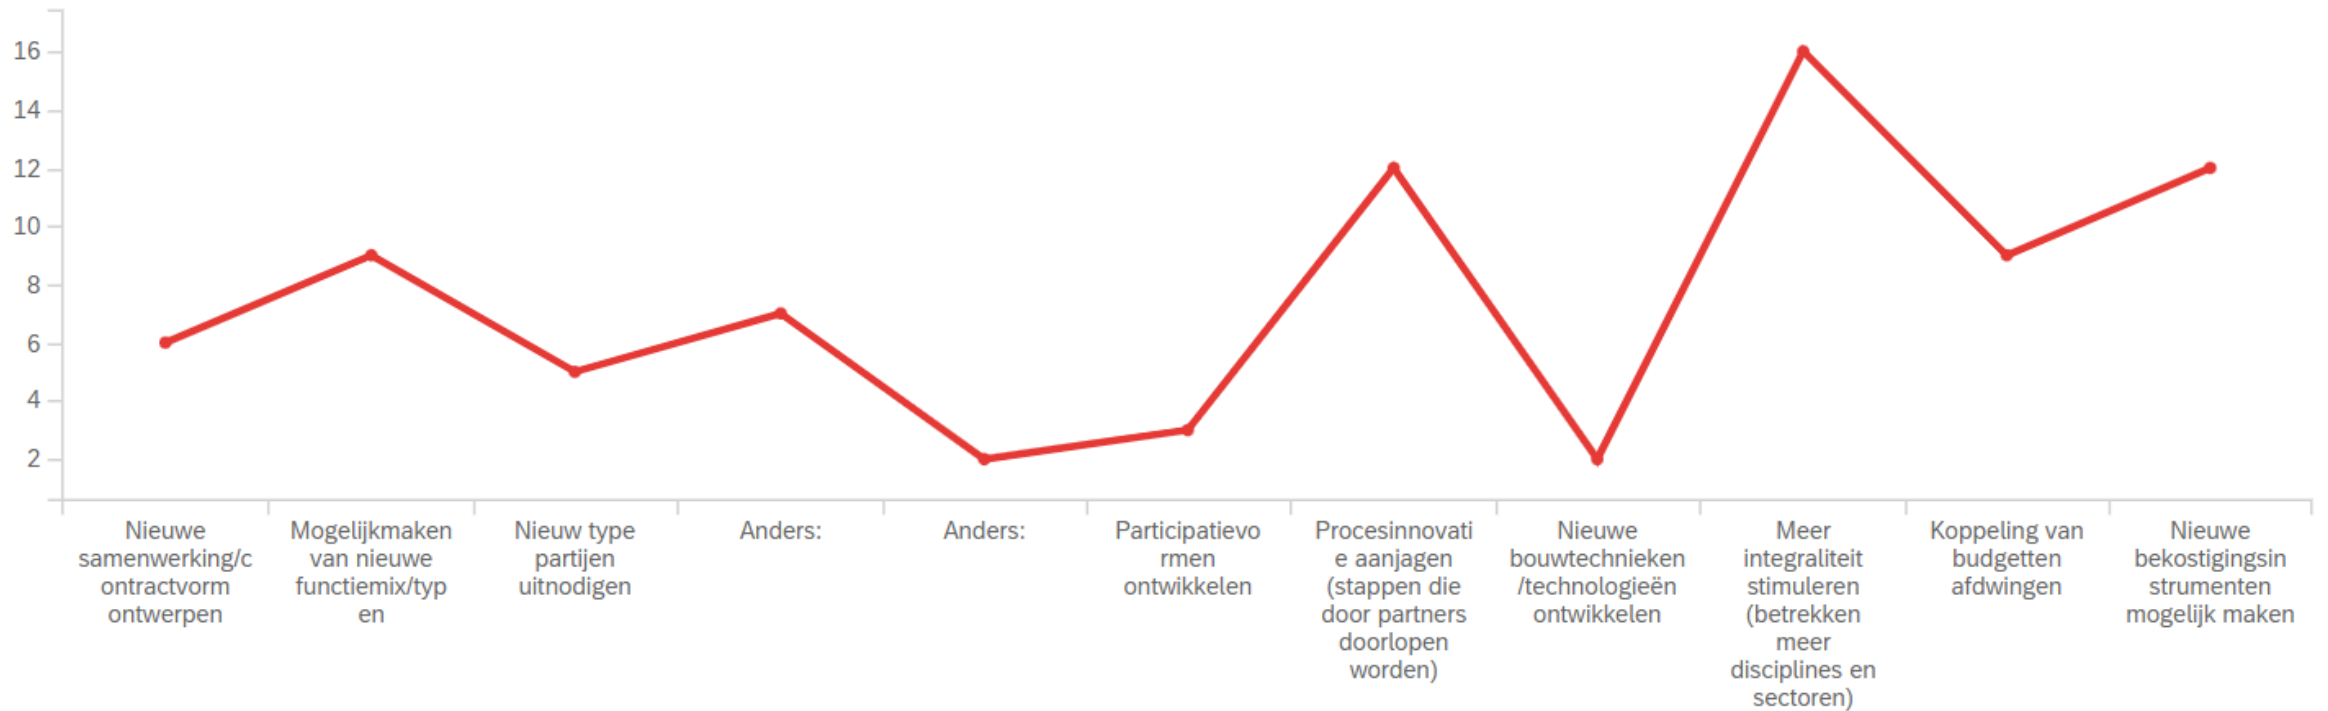 16
14
12
10
8
6
4
2
Nieuwe
samenwerking/c
ontractvorm
ontwerpen
Mogelijkmaken
van nieuwe
functiemix/typ
en
Nieuw type
partijen
uitnodigen
Anders:
Anders:
Participatievo
rmen
ontwikkelen
Procesinnovati
e aanjagen
(stappen die
door partners
doorlopen
worden)
Nieuwe
bouwtechnieken
/technologieën
ontwikkelen
Meer
integraliteit
stimuleren
(betrekken
meer
disciplines en
sectoren)
Koppeling van
budgetten
afdwingen
Nieuwe
bekostigingsin
strumenten
mogelijk maken